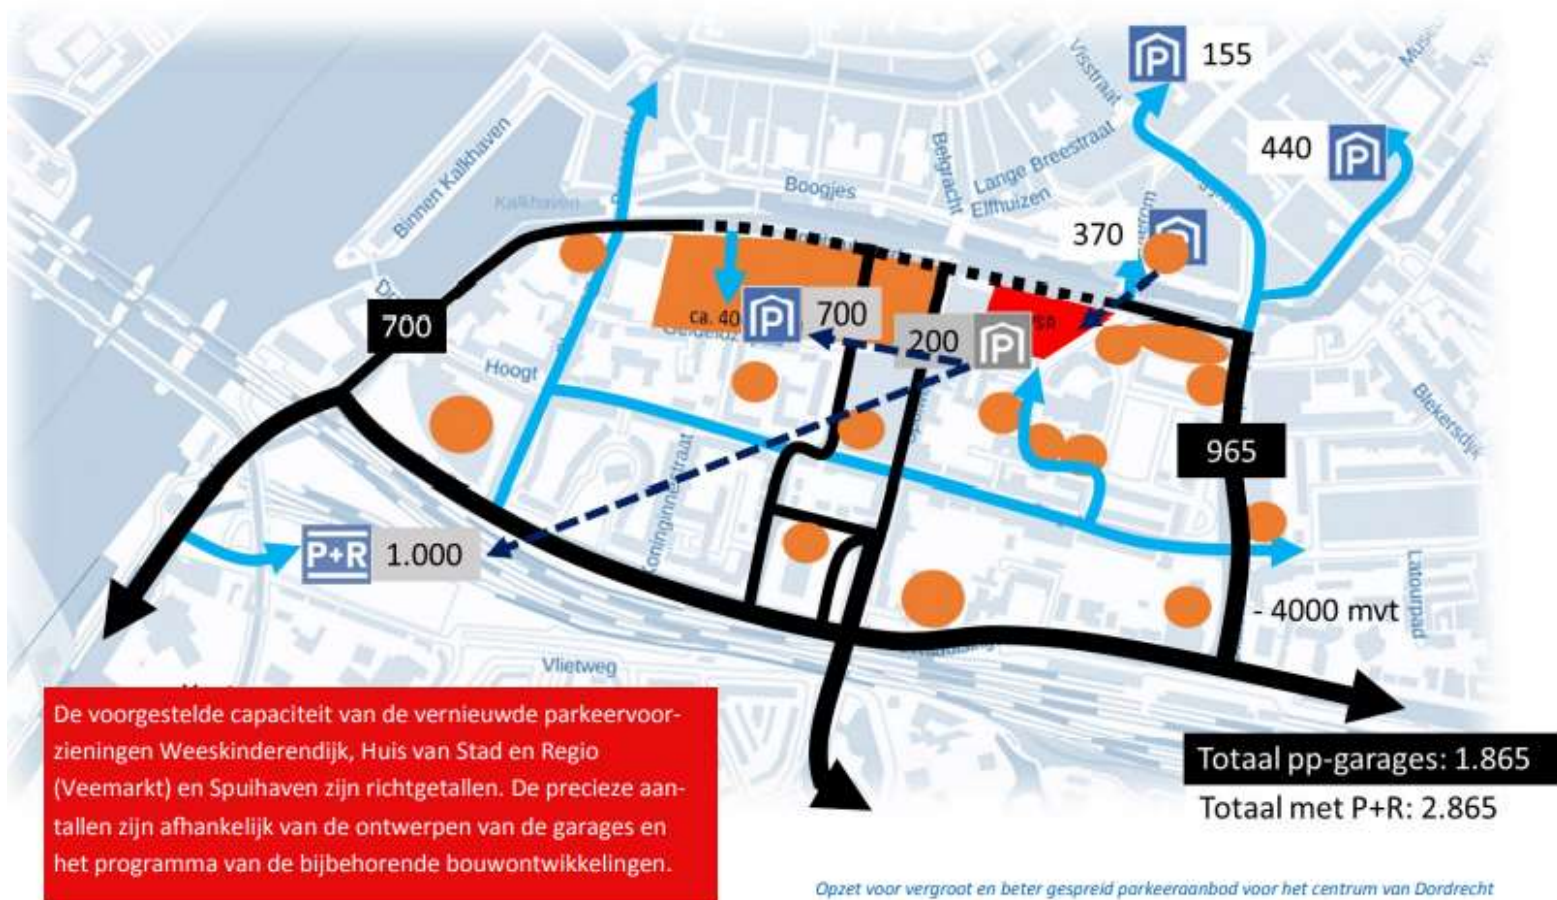 155
Visstraat
440
Binnen Kalkhaven
Kalkhaven
Boogjes
Belgracht
Lange Breestraat
Elfhuizen
370
700
ca. 40
700
200
Hoogt
Blekersdijk
965
Koninginnestraat
P+R 1.000
Latourpad
- 4000 mvt
Vlietweg
De voorgestelde capaciteit van de vernieuwde parkeervoor-
zieningen Weeskinderendijk, Huis van Stad en Regio
(Veemarkt) en Spuihaven zijn richtgetallen. De precieze aan-
tallen zijn afhankelijk van de ontwerpen van de garages en
het programma van de bijbehorende bouwontwikkelingen.
Totaal pp-garages: 1.865
Totaal met P+R: 2.865
Opzet voor vergroot en beter gespreid parkeeraanbod voor het centrum van Dordrecht